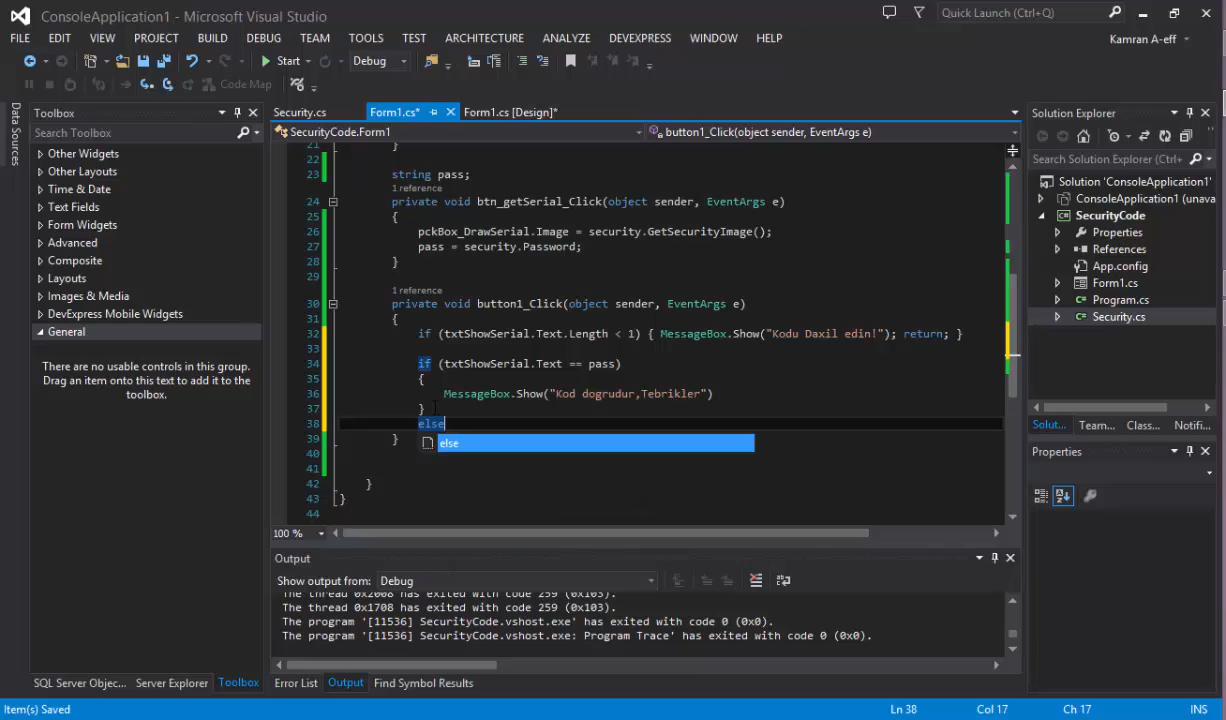 ConsoleApplication1 - Microsoft Visual Studio
Quick Launch (Ctrl+Q)
FILE EDIT VIEW PROJECT BUILD DEBUG TEAM TOOLS TEST ARCHITECTURE ANALYZE DEVEXPRESS WINDOW HELP
Kamran A-eff
Start Debug
Code Map
Data Sources
Toolbox
Search Toolbox
Other Widgets
Other Layouts
Time & Date
Text Fields
Form Widgets
Advanced
Composite
Layouts
Images & Media
DevExpress Mobile Widgets
General
There are no usable controls in this group.
Drag an item onto this text to add it to the
toolbox.
SQL Server Objec... Server Explorer Toolbox
Security.cs Form1.cs* Form1.cs [Design]*
SecurityCode.Form1 button1_Click(object sender, EventArgs e)
21 }
22
23 string pass;
1 reference
24 private void btn_getSerial_Click(object sender, EventArgs e)
25 {
26 pckBox_DrawSerial.Image = security.GetSecurityImage();
27 pass = security.Password;
28 }
29
1 reference
30 private void button1_Click(object sender, EventArgs e)
31 {
32 if (txtShowSerial.Text.Length < 1) { MessageBox.Show("Kodu Daxil edin!"); return; }
33
34 if (txtShowSerial.Text == pass)
35 {
36 MessageBox.Show("Kod dogrudur,Tebrikler")
37 }
38 else
else
39 }
40
41
42 }
43 }
44
100 %
Output
Show output from: Debug
The thread 0x2008 has exited with code 259 (0x103).
The thread 0x1708 has exited with code 259 (0x103).
The program '[11536] SecurityCode.vshost.exe' has exited with code 0 (0x0).
The program '[11536] SecurityCode.vshost.exe: Program Trace' has exited with code 0 (0x0).
Error List Output Find Symbol Results
Solution Explorer
Search Solution Explorer (Ctrl+
Solution 'ConsoleApplication1'
ConsoleApplication1 (unava
SecurityCode
Properties
References
App.config
Form1.cs
Program.cs
Security.cs
Solut... Team... Class... Notifi...
Properties
Item(s) Saved Ln 38 Col 17 Ch 17 INS